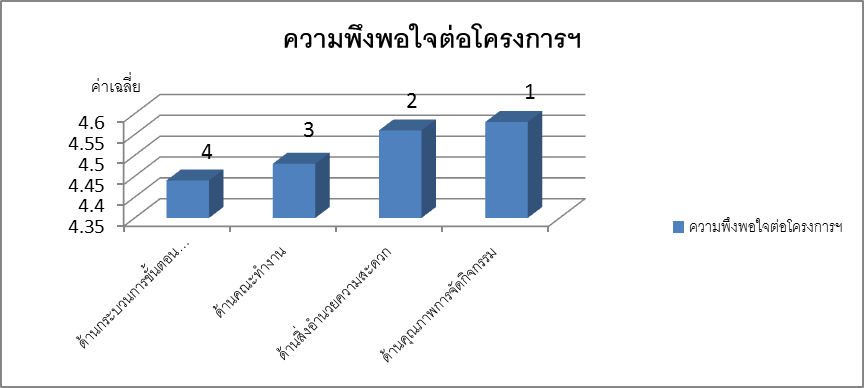 ความพึงพอใจต่อโครงการฯ
ค่าเฉลี่ย
4.6
4.55
4.5
4.45
4.4
4.35
4
3
2
1
ด้านกระบวนการขั้นตอน...
ด้านคณะทำงาน
ด้านสิ่งอำนวยความสะดวก
ด้านคุณภาพการจัดกิจกรรม
ความพึงพอใจต่อโครงการฯ